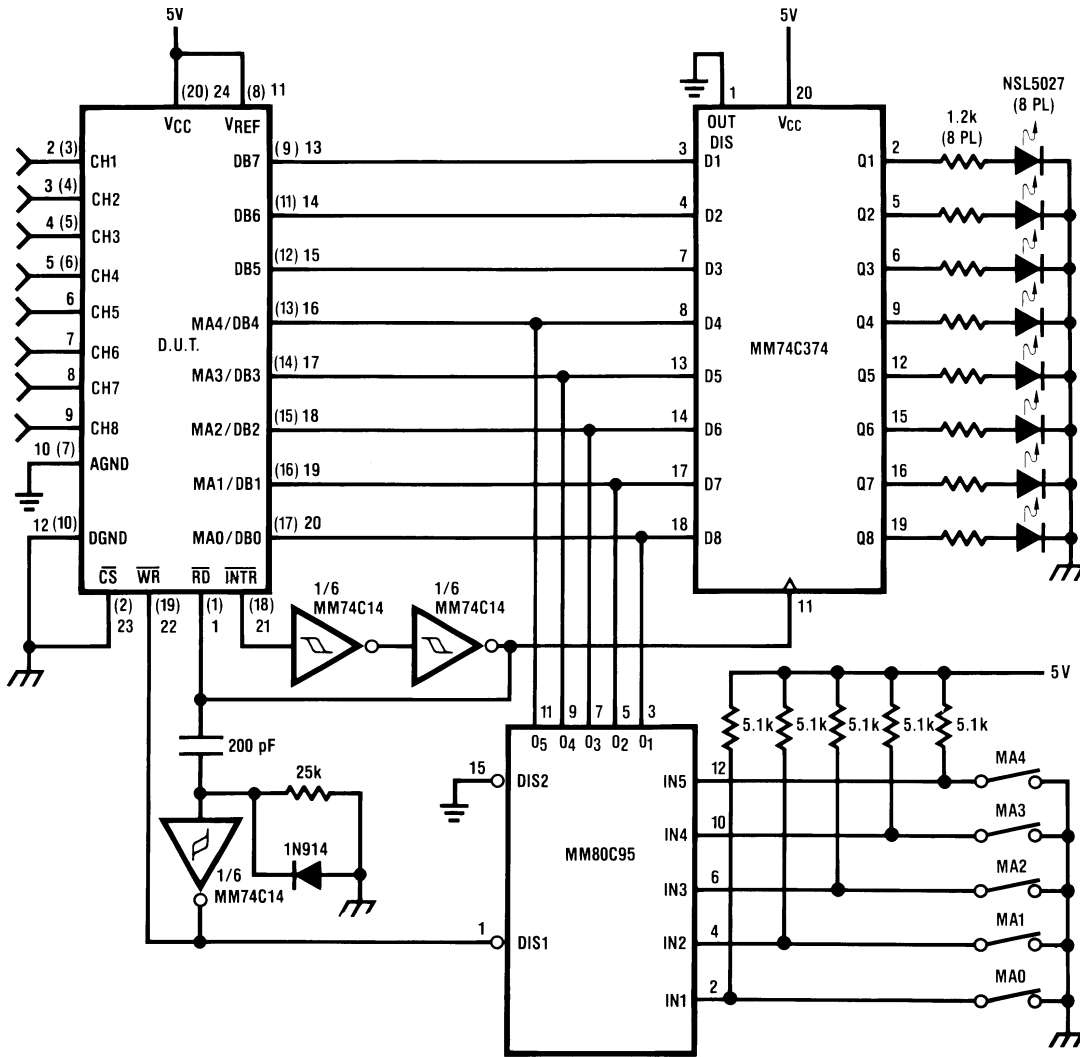 5V
5V
(20) 24
(8) 11
1
20
NSL5027
(8 PL)
1.2k
(8 PL)
VCC
VREF
OUT
DIS
VCC
2 (3)
CH1
DB7
(9) 13
3
D1
Q1
2
3 (4)
CH2
DB6
(11) 14
4
D2
Q2
5
4 (5)
CH3
DB5
(12) 15
7
D3
Q3
6
5 (6)
CH4
MA4/DB4
(13) 16
8
D4
Q4
9
6
CH5
D.U.T.
MM74C374
7
CH6
MA3/DB3
(14) 17
13
D5
Q5
12
8
CH7
MA2/DB2
(15) 18
14
D6
Q6
15
9
CH8
10 (7)
AGND
MA1/DB1
(16) 19
17
D7
Q7
16
12 (10)
DGND
MA0/DB0
(17) 20
18
D8
Q8
19
CS
WR
RD
INTR
(2)
23
(19)
22
(1)
1
(18)
21
1/6
MM74C14
1/6
MM74C14
11
5V
200 pF
25k
1N914
1/6
MM74C14
11
9
7
5
3
O5
O4
O3
O2
O1
5.1k
5.1k
5.1k
5.1k
5.1k
15
DIS2
IN5
12
MA4
IN4
10
MA3
MM80C95
IN3
6
MA2
1
DIS1
IN2
4
MA1
IN1
2
MA0